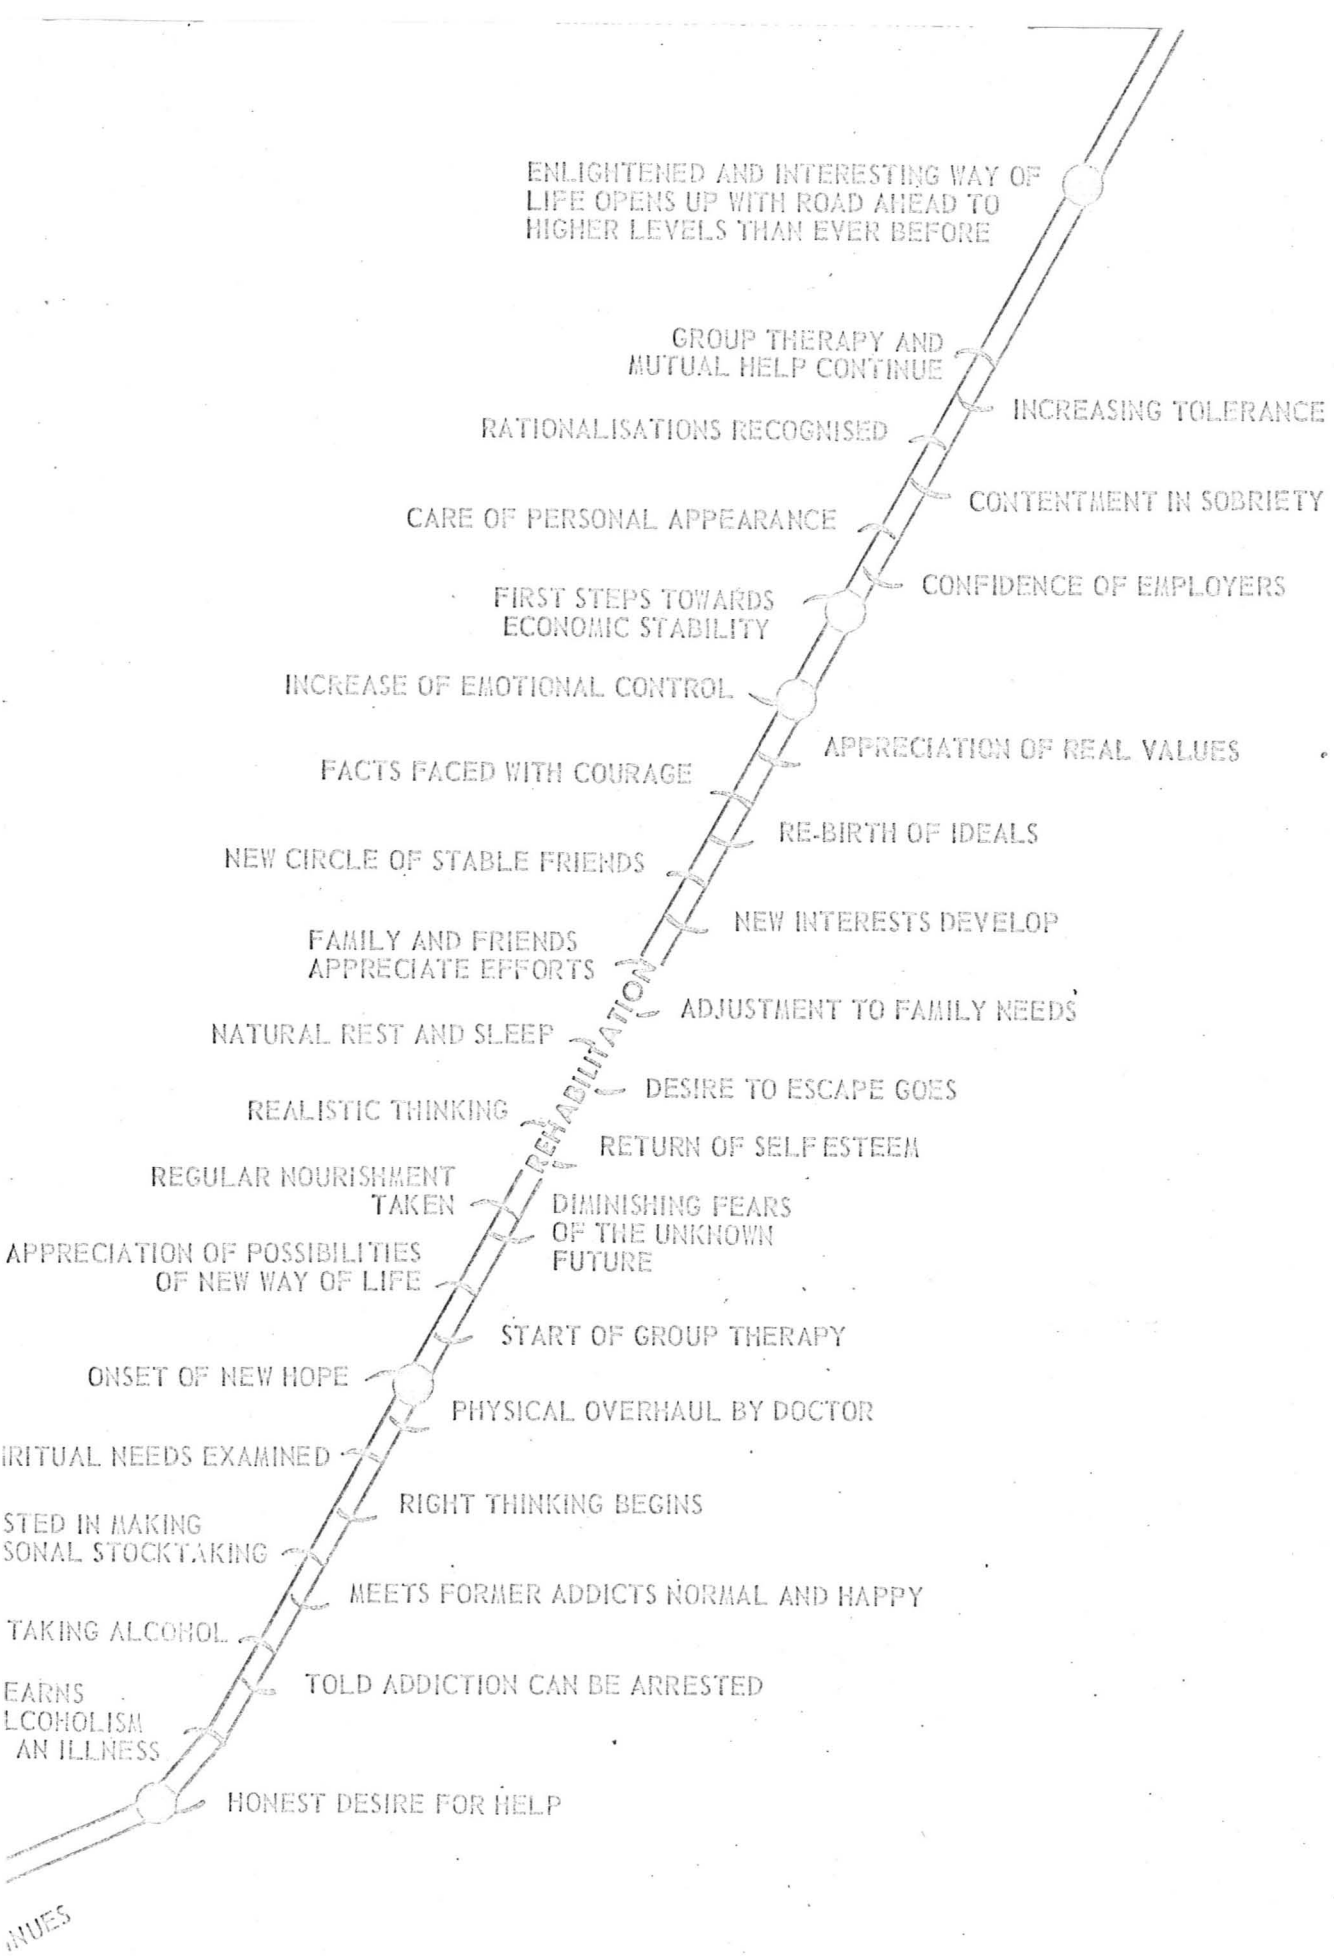 ENLIGHTENED AND INTERESTING WAY OF
LIFE OPENS UP WITH ROAD AHEAD TO
HIGHER LEVELS THAN EVER BEFORE
GROUP THERAPY AND
MUTUAL HELP CONTINUE
INCREASING TOLERANCE
RATIONALISATIONS RECOGNISED
CONTENTMENT IN SOBRIETY
CARE OF PERSONAL APPEARANCE
CONFIDENCE OF EMPLOYERS
FIRST STEPS TOWARDS
ECONOMIC STABILITY
INCREASE OF EMOTIONAL CONTROL
APPRECIATION OF REAL VALUES
FACTS FACED WITH COURAGE
RE-BIRTH OF IDEALS
NEW CIRCLE OF STABLE FRIENDS
NEW INTERESTS DEVELOP
FAMILY AND FRIENDS
APPRECIATE EFFORTS
REHABILITATION
ADJUSTMENT TO FAMILY NEEDS
NATURAL REST AND SLEEP
DESIRE TO ESCAPE GOES
REALISTIC THINKING
RETURN OF SELF ESTEEM
REGULAR NOURISHMENT
TAKEN
DIMINISHING FEARS
OF THE UNKNOWN
FUTURE
APPRECIATION OF POSSIBILITIES
OF NEW WAY OF LIFE
START OF GROUP THERAPY
ONSET OF NEW HOPE
PHYSICAL OVERHAUL BY DOCTOR
IRITUAL NEEDS EXAMINED
RIGHT THINKING BEGINS
STED IN MAKING
SONAL STOCKTAKING
MEETS FORMER ADDICTS NORMAL AND HAPPY
TAKING ALCOHOL
TOLD ADDICTION CAN BE ARRESTED
EARNS
LCOHOLISM
AN ILLNESS
HONEST DESIRE FOR HELP
NUES